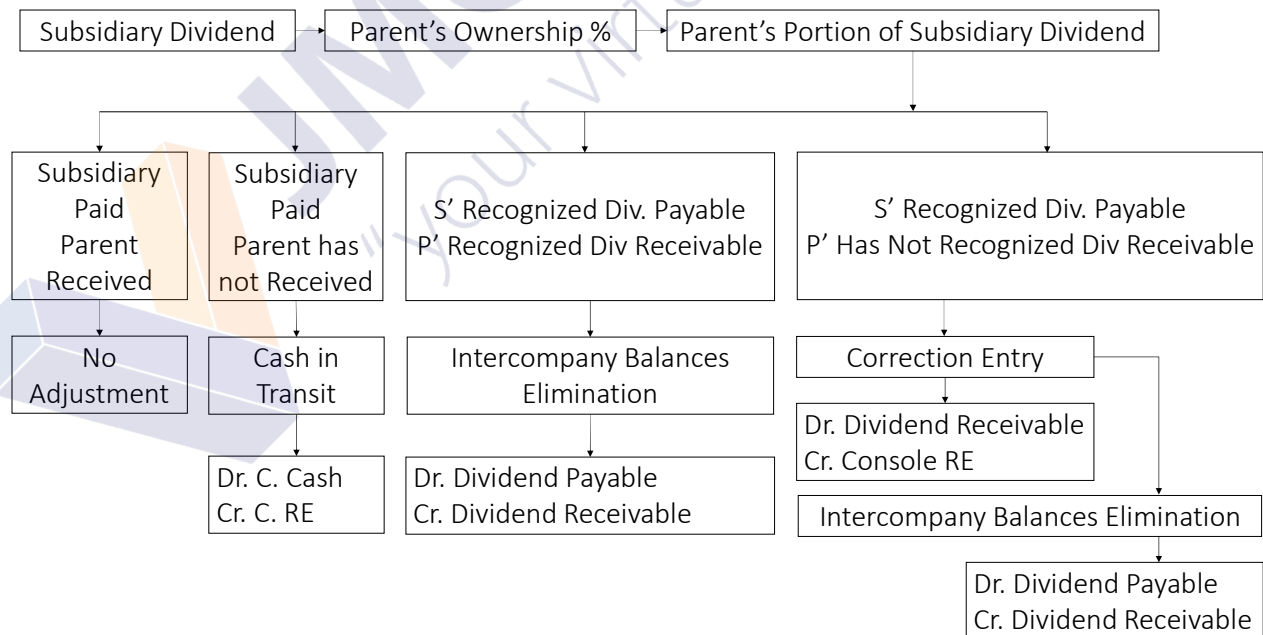 Subsidiary Dividend
Parent's Ownership %
Parent's Portion of Subsidiary Dividend
Subsidiary
Paid
Parent
Received
Subsidiary
Paid
Parent has
not Received
S' Recognized Div. Payable
P' Recognized Div Receivable
S' Recognized Div. Payable
P' Has Not Recognized Div Receivable
No
Adjustment
Cash in
Transit
Intercompany Balances
Elimination
Correction Entry
Dr. C. Cash
Cr. C. RE
Dr. Dividend Payable
Cr. Dividend Receivable
Dr. Dividend Receivable
Cr. Console RE
Intercompany Balances Elimination
Dr. Dividend Payable
Cr. Dividend Receivable
"your